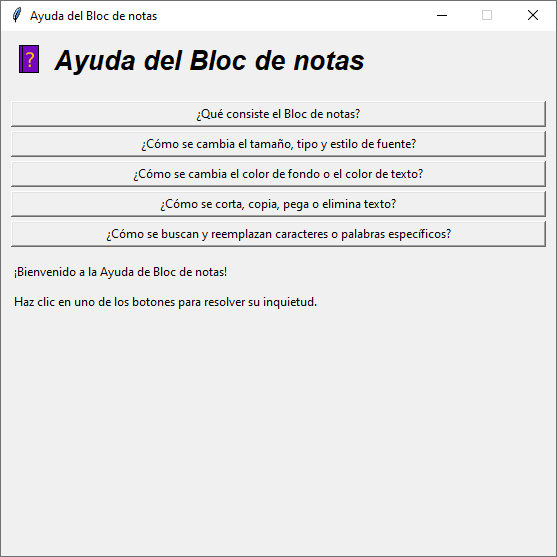 Ayuda del Bloc de notas
? Ayuda del Bloc de notas
¿Qué consiste el Bloc de notas?
¿Cómo se cambia el tamaño, tipo y estilo de fuente?
¿Cómo se cambia el color de fondo o el color de texto?
¿Cómo se corta, copia, pega o elimina texto?
¿Cómo se buscan y reemplazan caracteres o palabras específicos?
¡Bienvenido a la Ayuda de Bloc de notas!
Haz clic en uno de los botones para resolver su inquietud.